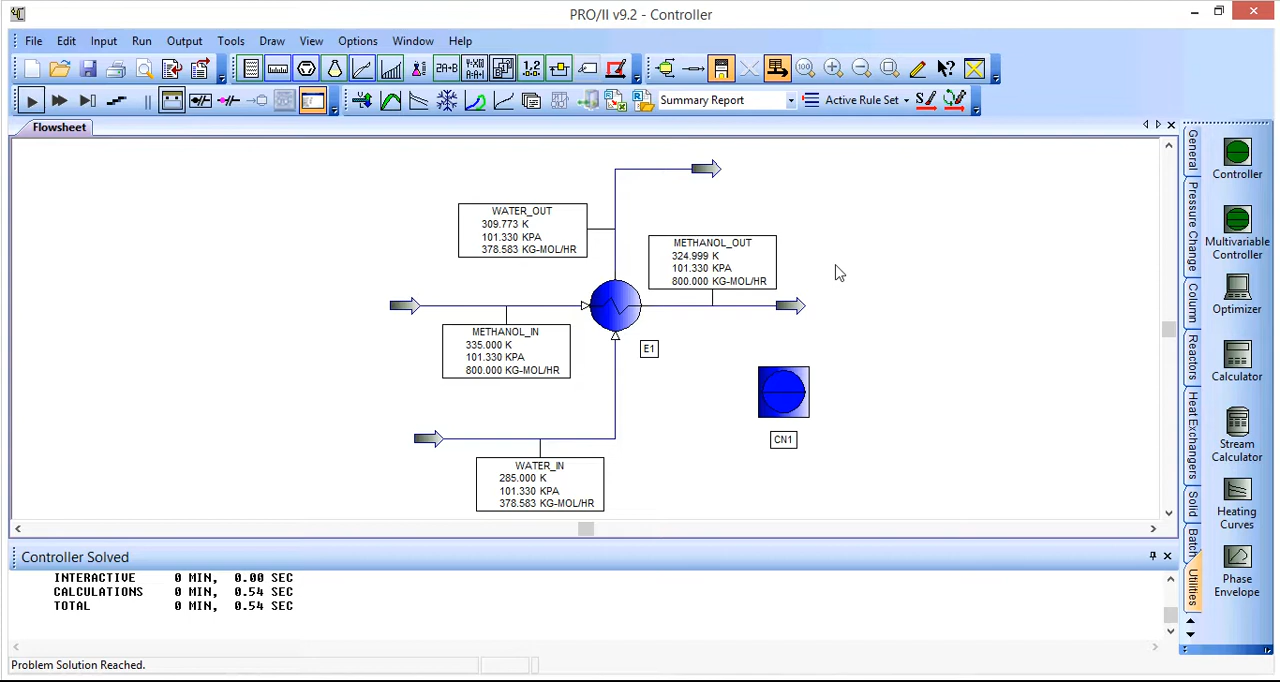 PRO/II v9.2 - Controller
File Edit Input Run Output Tools Draw View Options Window Help
Summary Report Active Rule Set
Flowsheet
WATER_OUT
309.773 K
101.330 KPA
378.583 KG-MOL/HR
METHANOL_OUT
324.999 K
101.330 KPA
800.000 KG-MOL/HR
METHANOL_IN
335.000 K
101.330 KPA
800.000 KG-MOL/HR
E1
CN1
WATER_IN
285.000 K
101.330 KPA
378.583 KG-MOL/HR
General
Pressure Change
Column
Reactors
Heat Exchangers
Solid
Batch
Utilities
Controller
Multivariable
Controller
Optimizer
Calculator
Stream
Calculator
Heating
Curves
Phase
Envelope
Controller Solved
INTERACTIVE 0 MIN, 0.00 SEC
CALCULATIONS 0 MIN, 0.54 SEC
TOTAL 0 MIN, 0.54 SEC
Problem Solution Reached.